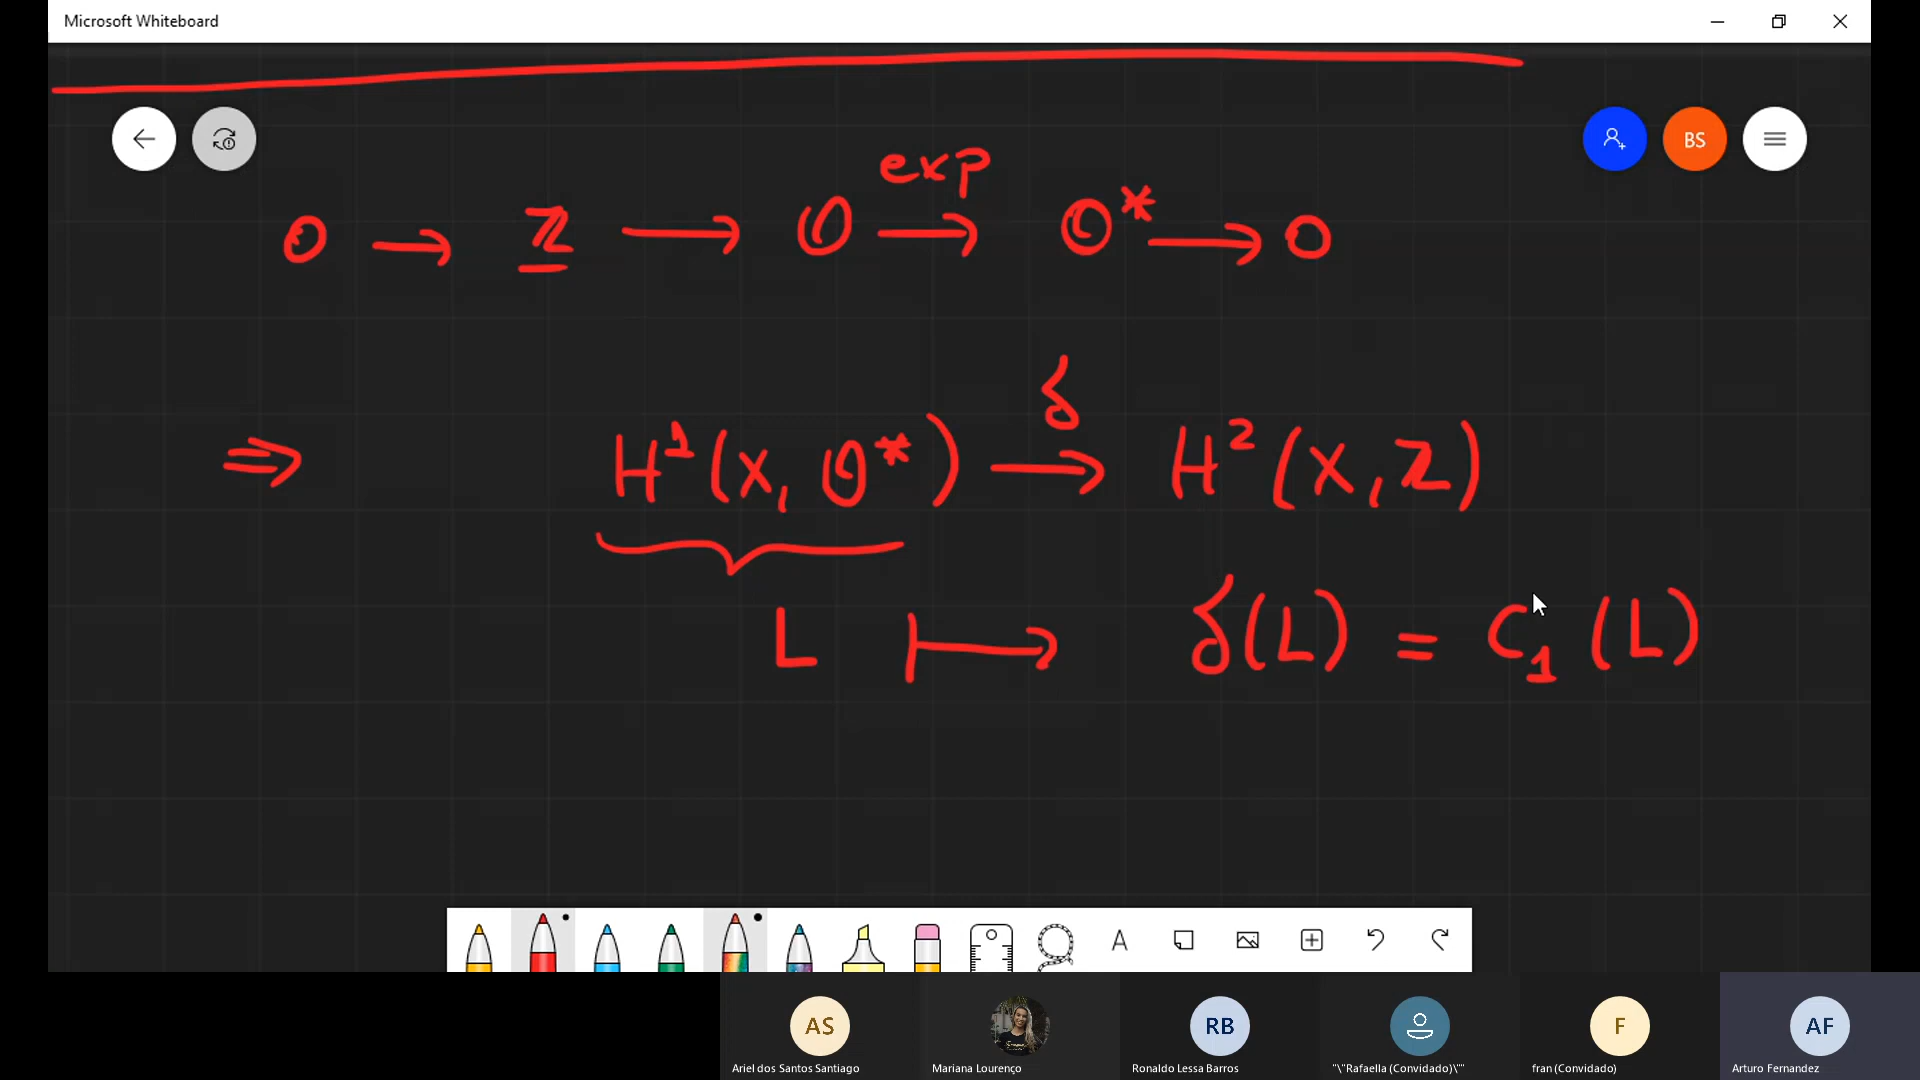 Microsoft Whiteboard
BS
exp
0 → Z → O → O* → 0
δ
⇒ H¹(X, O*) → H²(X, Z)
L ↦ δ(L) = C₁(L)
A
AS
RB
F
AF
Ariel dos Santos Santiago
Mariana Lourenço
Ronaldo Lessa Barros
"\"Rafaella (Convidado)\""
fran (Convidado)
Arturo Fernandez